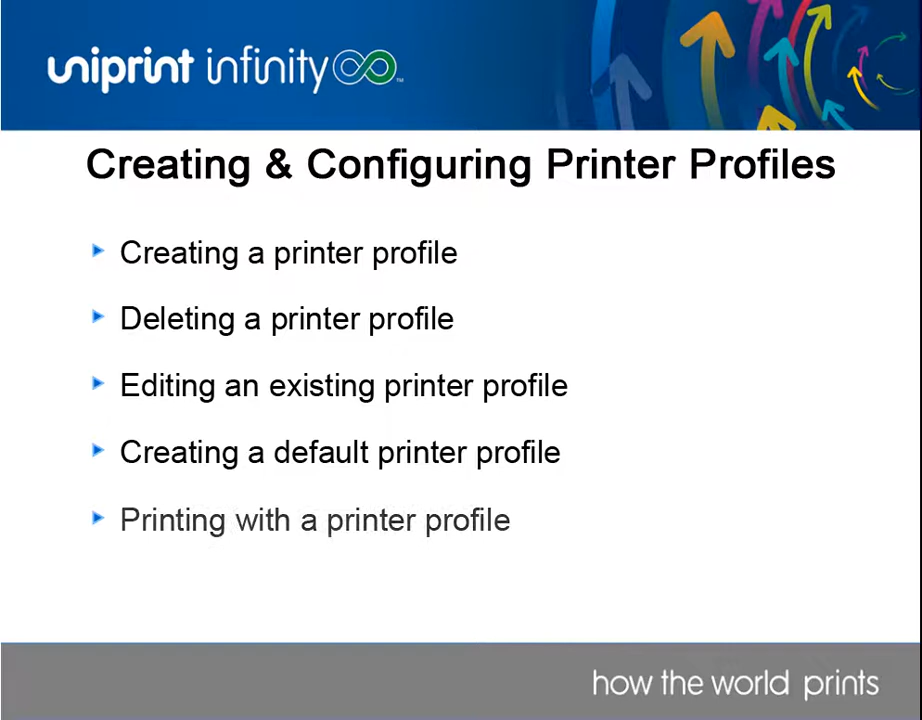 uniprint infinity™
Creating & Configuring Printer Profiles
Creating a printer profile
Deleting a printer profile
Editing an existing printer profile
Creating a default printer profile
Printing with a printer profile
how the world prints